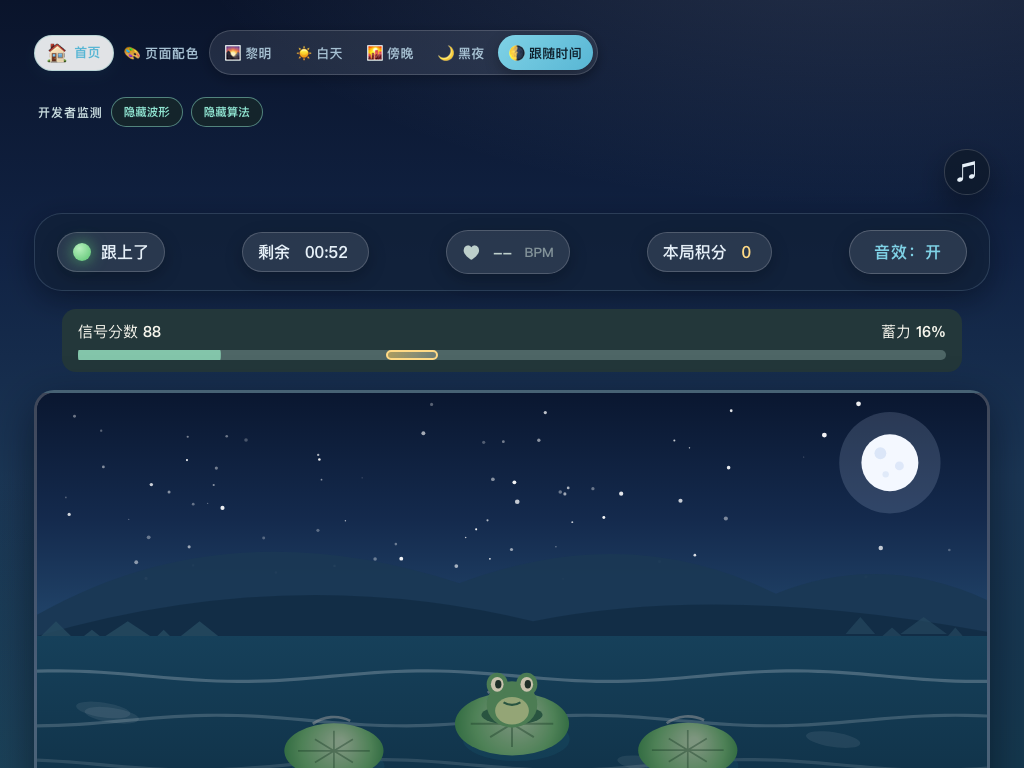 首页 页面配色 黎明 白天 傍晚 黑夜 跟随时间
开发者监测 隐藏波形 隐藏算法
跟上了 剩余 00:52 -- BPM 本局积分 0 音效：开
信号分数 88 蓄力 16%